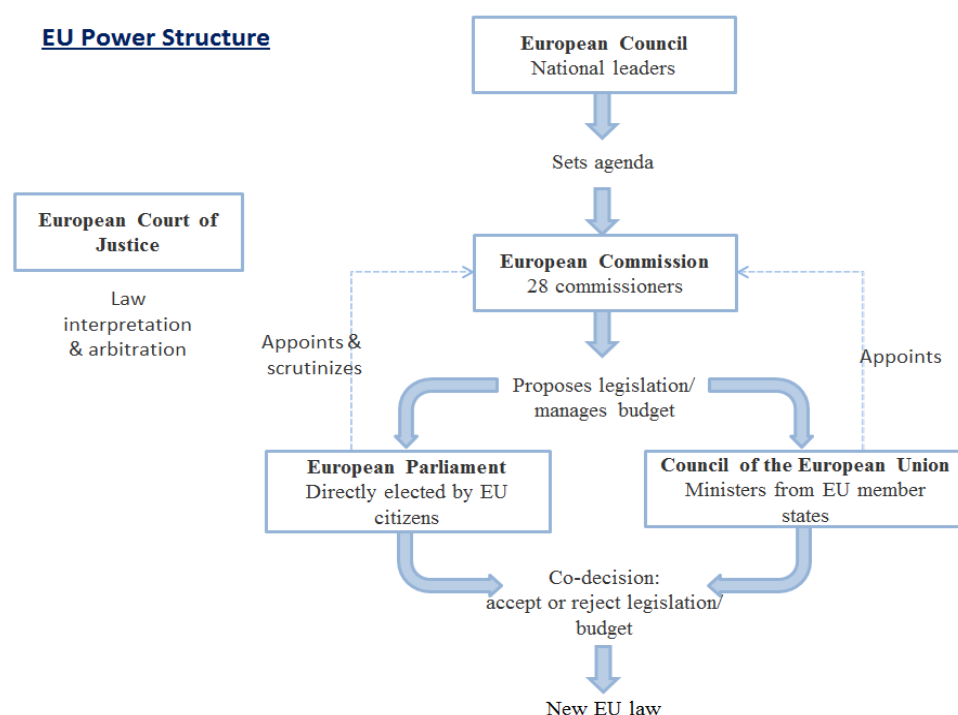 EU Power Structure
European Council
National leaders
Sets agenda
European Court of
Justice
Law
interpretation
& arbitration
European Commission
28 commissioners
Appoints &
scrutinizes
Appoints
Proposes legislation/
manages budget
European Parliament
Directly elected by EU
citizens
Council of the European Union
Ministers from EU member
states
Co-decision:
accept or reject legislation/
budget
New EU law